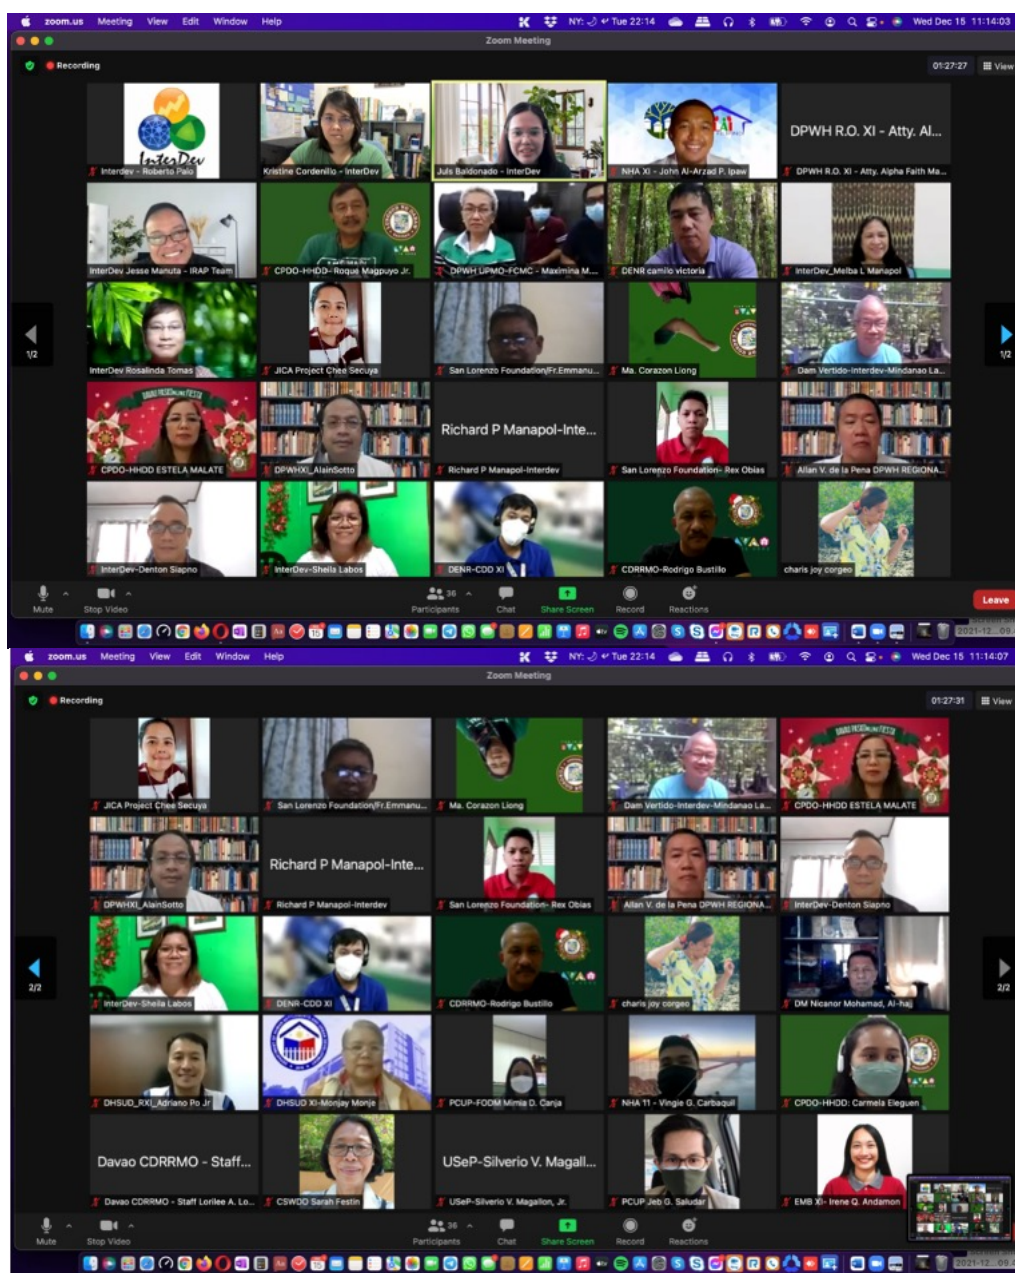 zoom.us Meeting View Edit Window Help NY: Tue 22:14 Wed Dec 15 11:14:03
Zoom Meeting
Recording 01:27:27 View
InterDev
DPWH R.O. XI - Atty. Al...
Interdev - Roberto Palo
Kristine Cordenillo - InterDev
Juls Baldonado - InterDev
NHA XI - John Al-Arzad P. Ipaw
DPWH R.O. XI - Atty. Alpha Faith Ma...
InterDev Jesse Manuta - IRAP Team
CPDO-HHDD- Roque Magpuyo Jr.
DPWH UPMO-FCMC - Maximina M....
DENR camilo victoria
InterDev_Melba L Manapol
1/2
1/2
InterDev Rosalinda Tomas
JICA Project Chee Secuya
San Lorenzo Foundation/Fr.Emmanu...
Ma. Corazon Liong
Dam Vertido-Interdev-Mindanao La...
Richard P Manapol-Inte...
CPDO-HHDD ESTELA MALATE
DPWHXI_AlainSotto
Richard P Manapol-Interdev
San Lorenzo Foundation- Rex Obias
Allan V. de la Pena DPWH REGIONA...
InterDev-Denton Siapno
InterDev-Sheila Labos
DENR-CDD XI
CDRRMO-Rodrigo Bustillo
charis joy corgeo
Mute Stop Video Participants 36 Chat Share Screen Record Reactions Leave
zoom.us Meeting View Edit Window Help NY: Tue 22:14 Wed Dec 15 11:14:07
Zoom Meeting
Recording 01:27:31 View
JICA Project Chee Secuya
San Lorenzo Foundation/Fr.Emmanu...
Ma. Corazon Liong
Dam Vertido-Interdev-Mindanao La...
CPDO-HHDD ESTELA MALATE
Richard P Manapol-Inte...
DPWHXI_AlainSotto
Richard P Manapol-Interdev
San Lorenzo Foundation- Rex Obias
Allan V. de la Pena DPWH REGIONA...
InterDev-Denton Siapno
2/2
2/2
InterDev-Sheila Labos
DENR-CDD XI
CDRRMO-Rodrigo Bustillo
charis joy corgeo
DM Nicanor Mohamad, Al-hajj
DHSUD_RXI_Adriano Po Jr
DHSUD XI-Monjay Monje
PCUP-FODM Mimia D. Canja
NHA 11 - Vingie G. Carbaquil
CPDO-HHDD: Carmela Eleguen
Davao CDRRMO - Staff...
USeP-Silverio V. Magall...
Davao CDRRMO - Staff Lorilee A. Lo...
CSWDO Sarah Festin
USeP-Silverio V. Magallon, Jr.
PCUP Jeb G. Saludar
EMB XI- Irene Q. Andamon
Mute Stop Video Participants 36 Chat Share Screen Record Reactions